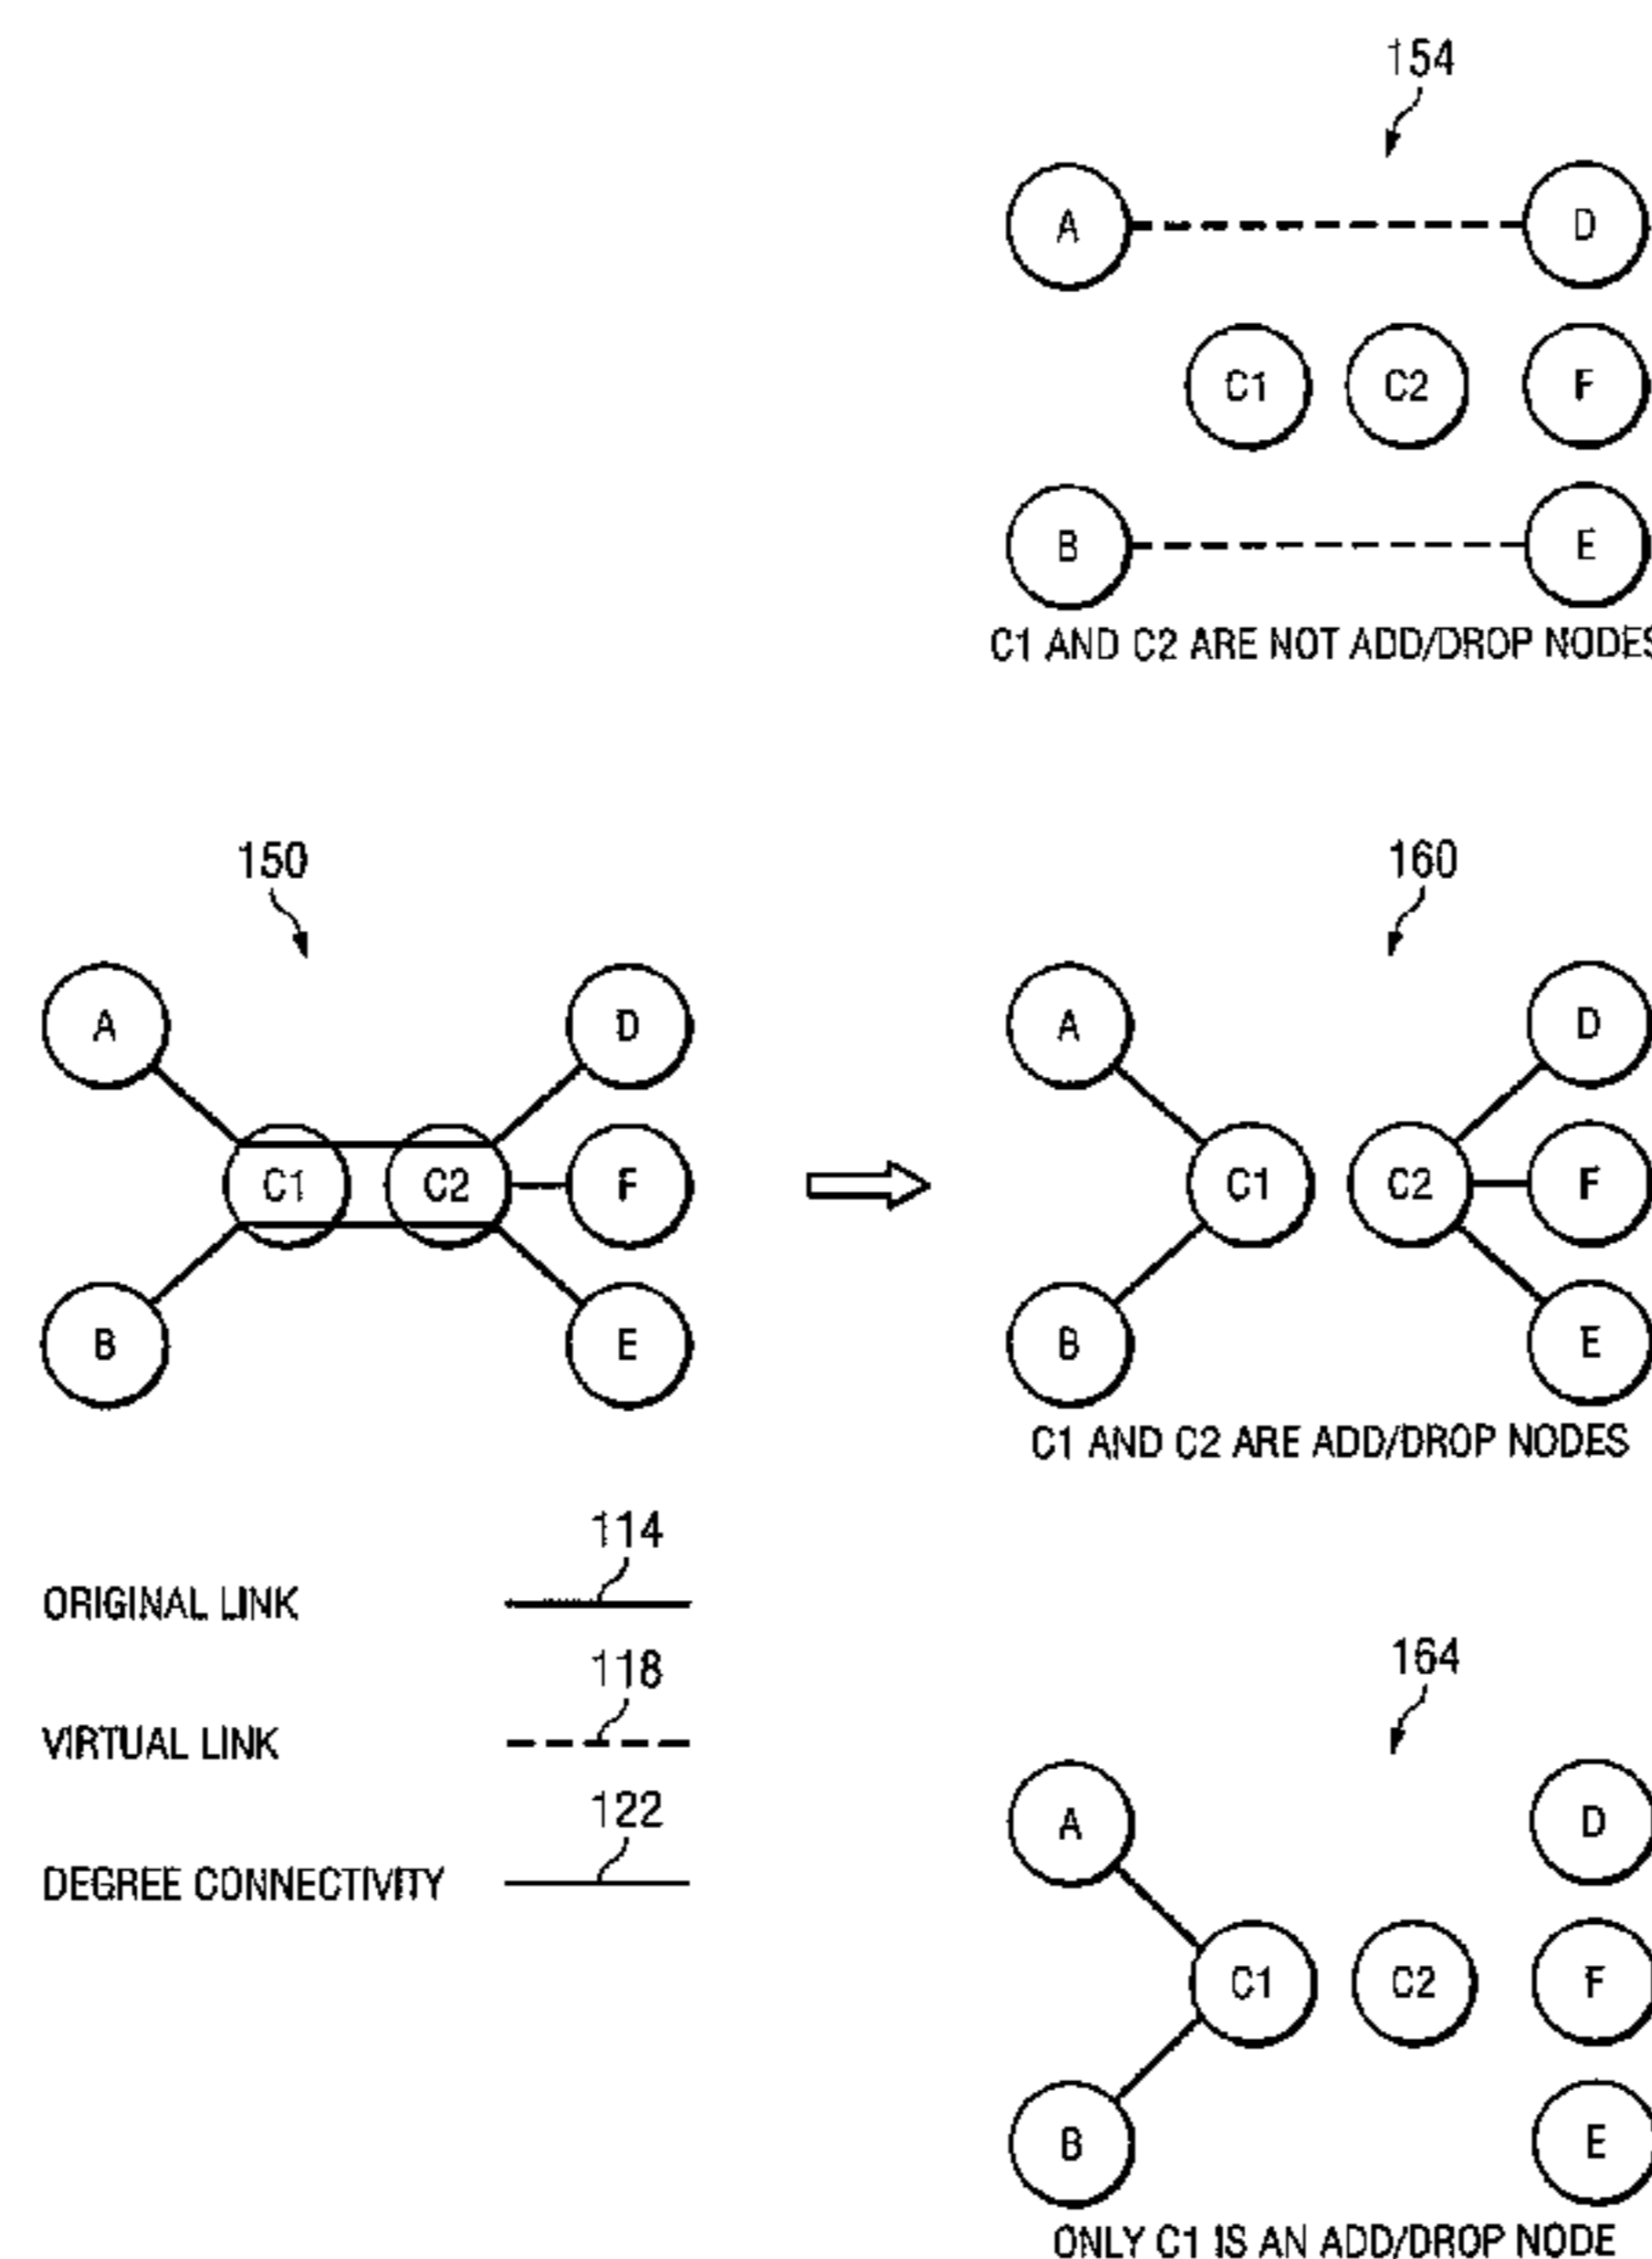 154
A
D
C1
C2
F
B
E
C1 AND C2 ARE NOT ADD/DROP NODES
150
A
D
C1
C2
F
B
E
160
A
D
C1
C2
F
B
E
C1 AND C2 ARE ADD/DROP NODES
ORIGINAL LINK
114
VIRTUAL LINK
118
DEGREE CONNECTIVITY
122
164
A
D
C1
C2
F
B
E
ONLY C1 IS AN ADD/DROP NODE